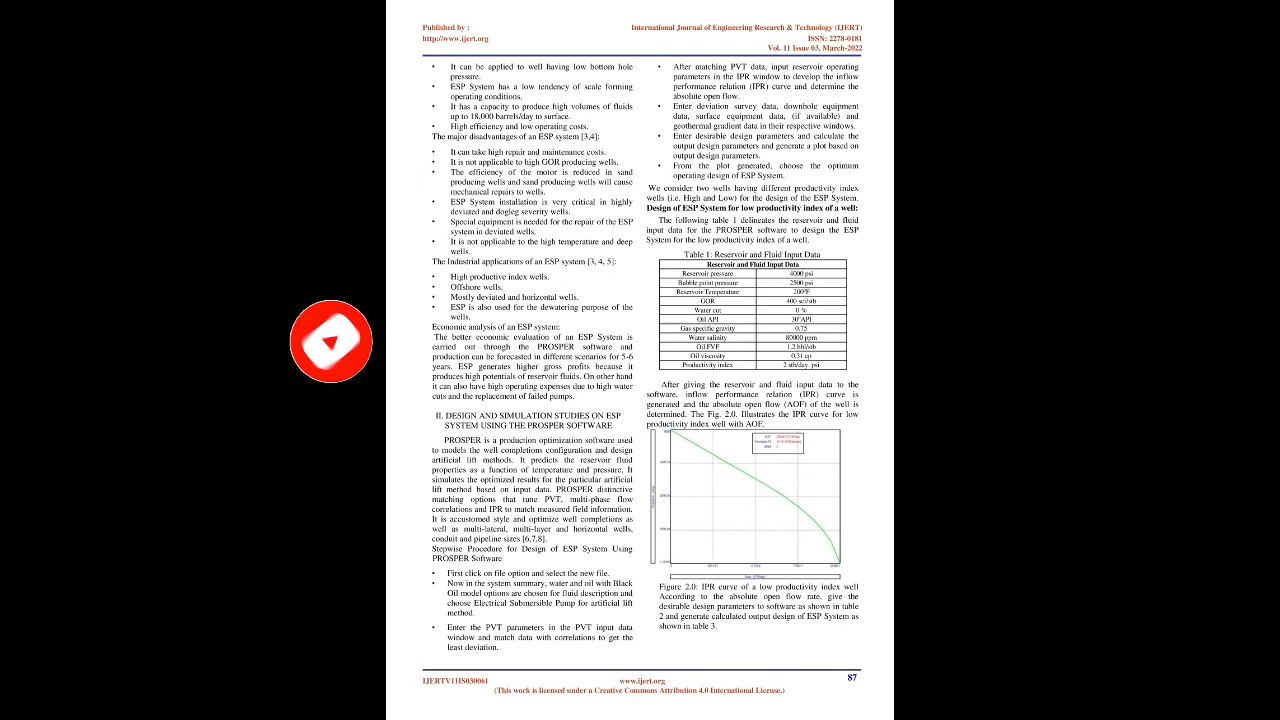 Published by :
http://www.ijert.org
International Journal of Engineering Research & Technology (IJERT)
ISSN: 2278-0181
Vol. 11 Issue 03, March-2022
• It can be applied to well having low bottom hole
pressure.
• ESP System has a low tendency of scale forming
operating conditions.
• It has a capacity to produce high volumes of fluids
up to 18,000 barrels/day to surface.
• High efficiency and low operating costs.
The major disadvantages of an ESP system [3,4]:
• It can take high repair and maintenance costs.
• It is not applicable to high GOR producing wells.
• The efficiency of the motor is reduced in sand
producing wells and sand producing wells will cause
mechanical repairs to wells.
• ESP System installation is very critical in highly
deviated and dogleg severity wells.
• Special equipment is needed for the repair of the ESP
system in deviated wells.
• It is not applicable to the high temperature and deep
wells.
The Industrial applications of an ESP system [3, 4, 5]:
• High productive index wells.
• Offshore wells.
• Mostly deviated and horizontal wells.
• ESP is also used for the dewatering purpose of the
wells.
Economic analysis of an ESP system:
The better economic evaluation of an ESP System is
carried out through the PROSPER software and
production can be forecasted in different scenarios for 5-6
years. ESP generates higher gross profits because it
produces high potentials of reservoir fluids. On other hand
it can also have high operating expenses due to high water
cuts and the replacement of failed pumps.
II. DESIGN AND SIMULATION STUDIES ON ESP
SYSTEM USING THE PROSPER SOFTWARE
PROSPER is a production optimization software used
to models the well completions configuration and design
artificial lift methods. It predicts the reservoir fluid
properties as a function of temperature and pressure. It
simulates the optimized results for the particular artificial
lift method based on input data. PROSPER distinctive
matching options that tune PVT, multi-phase flow
correlations and IPR to match measured field information.
It is accustomed style and optimize well completions as
well as multi-lateral, multi-layer and horizontal wells,
conduit and pipeline sizes [6,7,8].
Stepwise Procedure for Design of ESP System Using
PROSPER Software
• First click on file option and select the new file.
• Now in the system summary, water and oil with Black
Oil model options are chosen for fluid description and
choose Electrical Submersible Pump for artificial lift
method.
• Enter the PVT parameters in the PVT input data
window and match data with correlations to get the
least deviation.
• After matching PVT data, input reservoir operating
parameters in the IPR window to develop the inflow
performance relation (IPR) curve and determine the
absolute open flow.
• Enter deviation survey data, downhole equipment
data, surface equipment data, (if available) and
geothermal gradient data in their respective windows.
• Enter desirable design parameters and calculate the
output design parameters and generate a plot based on
output design parameters.
• From the plot generated, choose the optimum
operating design of ESP System.
We consider two wells having different productivity index
wells (i.e. High and Low) for the design of the ESP System.
Design of ESP System for low productivity index of a well:
The following table 1 delineates the reservoir and fluid
input data for the PROSPER software to design the ESP
System for the low productivity index of a well.
Table 1: Reservoir and Fluid Input Data
Reservoir and Fluid Input Data
Reservoir pressure 4000 psi
Bubble point pressure 2500 psi
Reservoir Temperature 200°F
GOR 400 scf/stb
Water cut 0 %
Oil API 30°API
Gas specific gravity 0.75
Water salinity 80000 ppm
Oil FVF 1.2 bbl/stb
Oil viscosity 0.31 cp
Productivity index 2 stb/day. psi
After giving the reservoir and fluid input data to the
software, inflow performance relation (IPR) curve is
generated and the absolute open flow (AOF) of the well is
determined. The Fig. 2.0. Illustrates the IPR curve for low
productivity index well with AOF.
Figure 2.0: IPR curve of a low productivity index well
According to the absolute open flow rate, give the
desirable design parameters to software as shown in table
2 and generate calculated output design of ESP System as
shown in table 3.
IJERTV11IS030061
www.ijert.org
87
(This work is licensed under a Creative Commons Attribution 4.0 International License.)